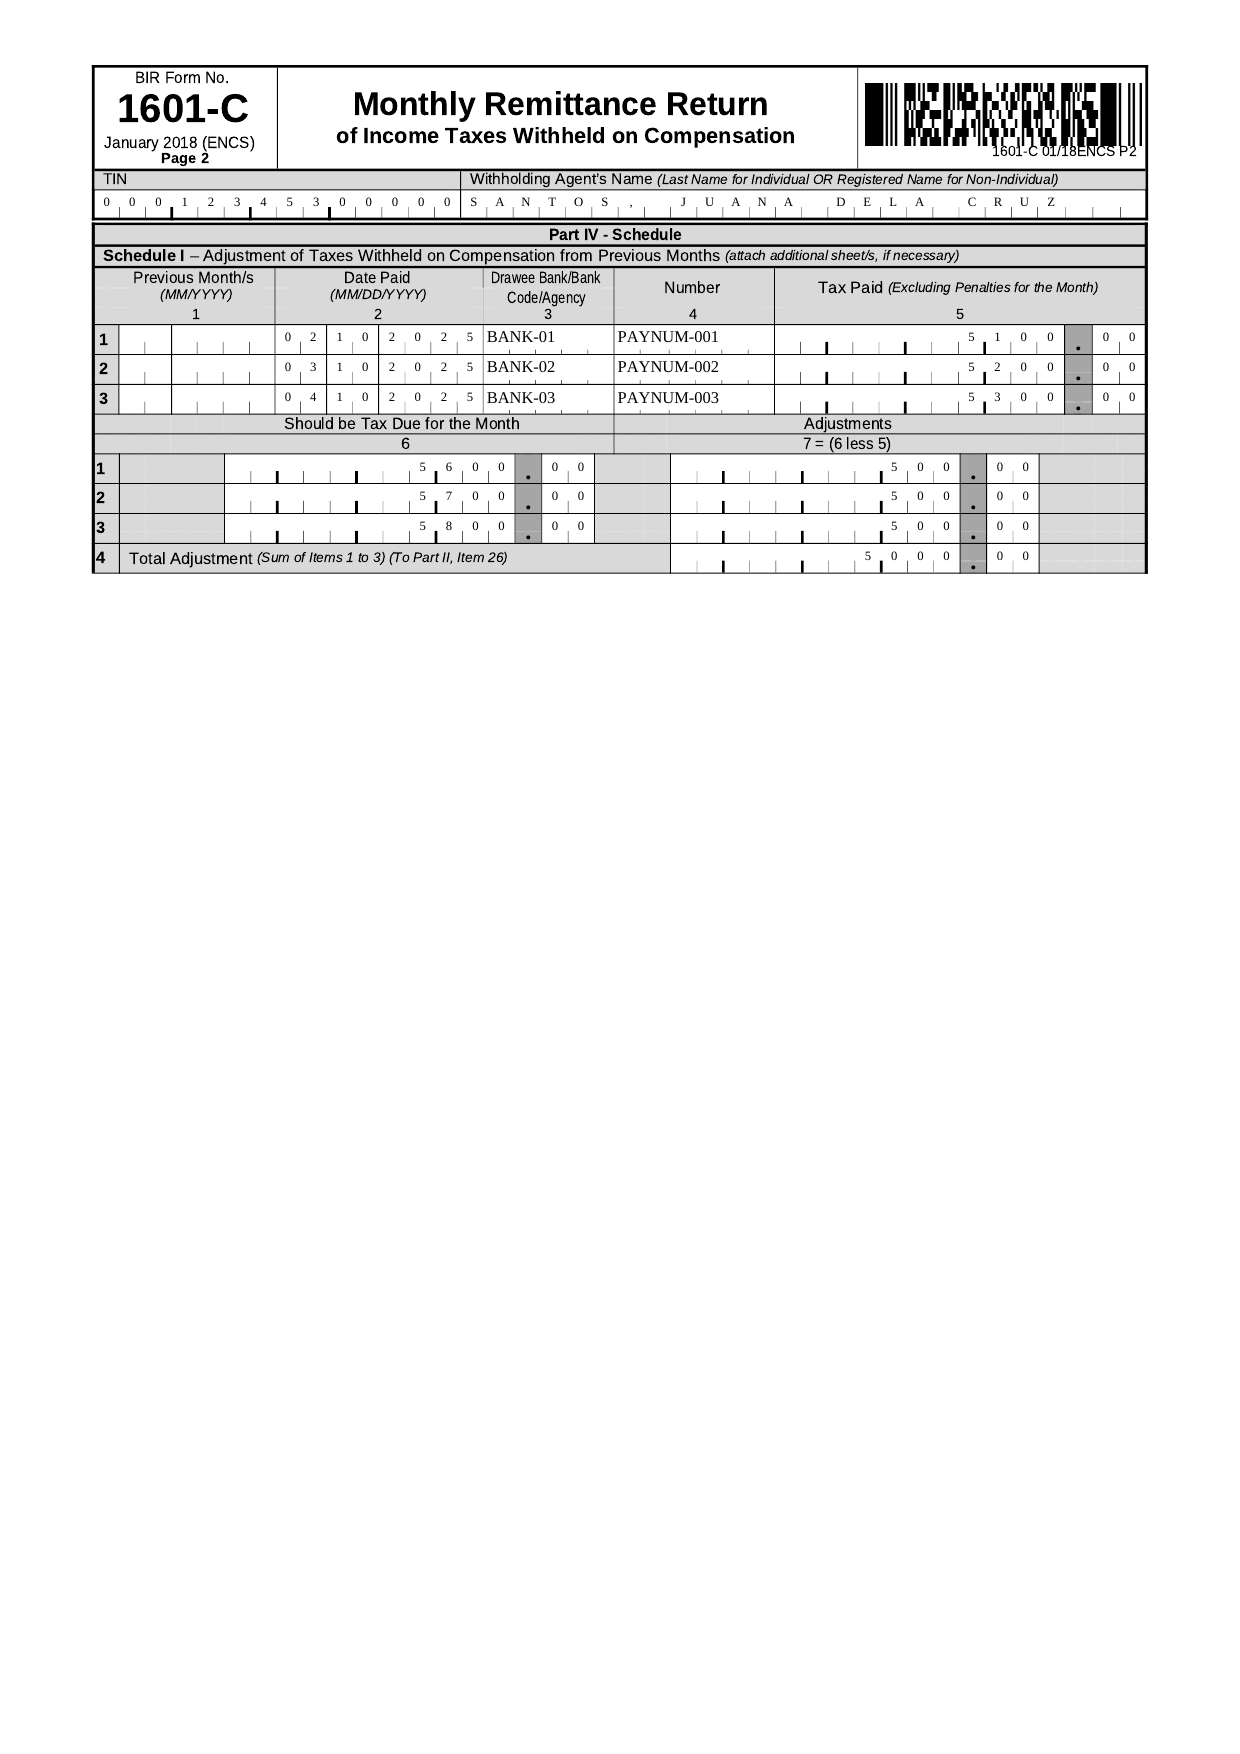 BIR Form No.
1601-C
January 2018 (ENCS)
Page 2
Monthly Remittance Return
of Income Taxes Withheld on Compensation
1601-C 01/18ENCS P2
TIN
Withholding Agent's Name (Last Name for Individual OR Registered Name for Non-Individual)
0 0 0 1 2 3 4 5 3 0 0 0 0 0
S A N T O S ,   J U A N A   D E L A   C R U Z
Part IV - Schedule
Schedule I – Adjustment of Taxes Withheld on Compensation from Previous Months (attach additional sheet/s, if necessary)
Previous Month/s
(MM/YYYY)
1
Date Paid
(MM/DD/YYYY)
2
Drawee Bank/Bank
Code/Agency
3
Number
4
Tax Paid (Excluding Penalties for the Month)
5
1 0 2 1 0 2 0 2 5 BANK-01 PAYNUM-001 5 1 0 0 . 0 0
2 0 3 1 0 2 0 2 5 BANK-02 PAYNUM-002 5 2 0 0 . 0 0
3 0 4 1 0 2 0 2 5 BANK-03 PAYNUM-003 5 3 0 0 . 0 0
Should be Tax Due for the Month Adjustments
6 7 = (6 less 5)
1 5 6 0 0 . 0 0 5 0 0 . 0 0
2 5 7 0 0 . 0 0 5 0 0 . 0 0
3 5 8 0 0 . 0 0 5 0 0 . 0 0
4 Total Adjustment (Sum of Items 1 to 3) (To Part II, Item 26) 5 0 0 0 . 0 0